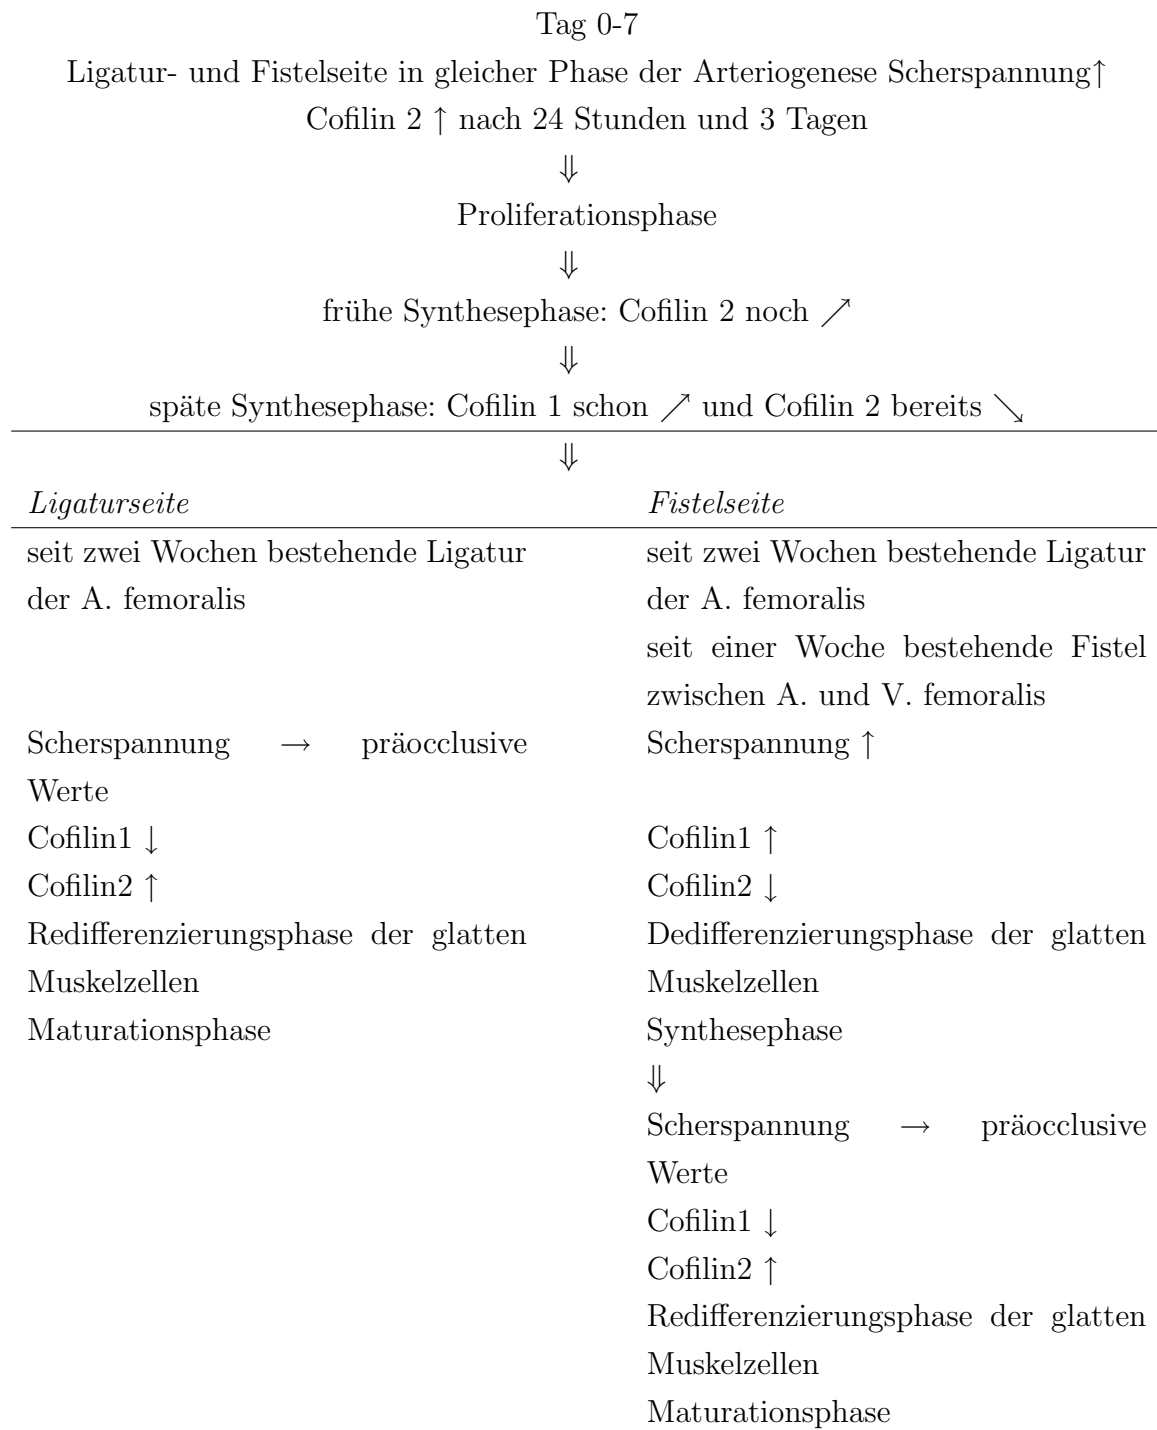 Tag 0-7
Ligatur- und Fistelseite in gleicher Phase der Arteriogenese Scherspannung↑
Cofilin 2 ↑ nach 24 Stunden und 3 Tagen
⇓
Proliferationsphase
⇓
frühe Synthesephase: Cofilin 2 noch ↗
⇓
späte Synthesephase: Cofilin 1 schon ↗ und Cofilin 2 bereits ↘
⇓
Ligaturseite
seit zwei Wochen bestehende Ligatur
der A. femoralis
Scherspannung → präocclusive
Werte
Cofilin1 ↓
Cofilin2 ↑
Redifferenzierungsphase der glatten
Muskelzellen
Maturationsphase
Fistelseite
seit zwei Wochen bestehende Ligatur
der A. femoralis
seit einer Woche bestehende Fistel
zwischen A. und V. femoralis
Scherspannung ↑
Cofilin1 ↑
Cofilin2 ↓
Dedifferenzierungsphase der glatten
Muskelzellen
Synthesephase
⇓
Scherspannung → präocclusive
Werte
Cofilin1 ↓
Cofilin2 ↑
Redifferenzierungsphase der glatten
Muskelzellen
Maturationsphase